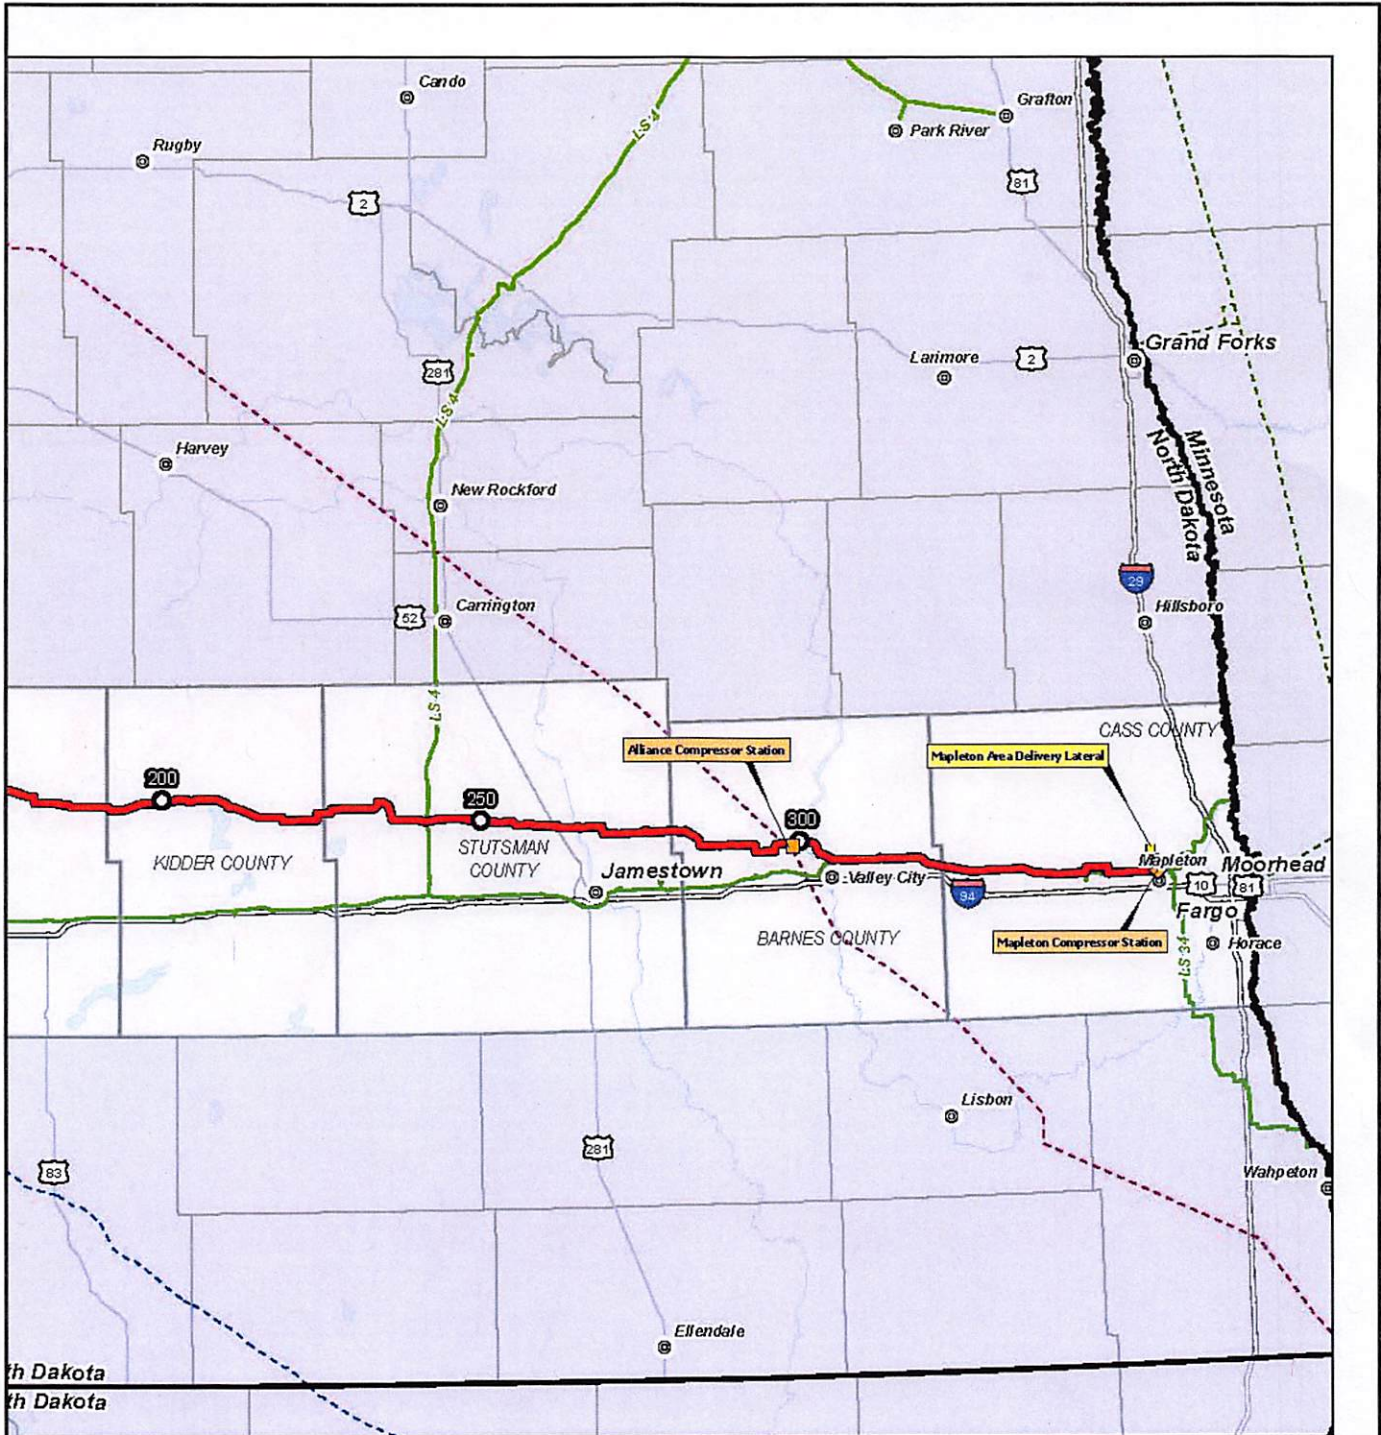 Cando
Grafton
Park River
LS 4
Rugby
81
2
Grand Forks
Larimore
2
281
LS 4
Minnesota
North Dakota
Harvey
New Rockford
29
Carrington
52
Hillsboro
LS 4
CASS COUNTY
Alliance Compressor Station
Mapleton Area Delivery Lateral
200
250
300
STUTSMAN
COUNTY
KIDDER COUNTY
Jamestown
Valley City
Mapleton
Moorhead
94
10
81
Fargo
BARNES COUNTY
Mapleton Compressor Station
Horace
LS 34
Lisbon
281
83
Wahpeton
Ellendale
th Dakota
th Dakota